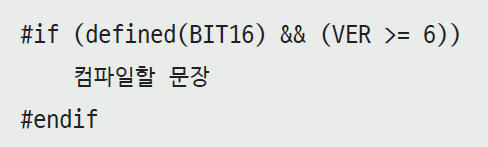 #if (defined(BIT16) && (VER >= 6))
컴파일할 문장
#endif